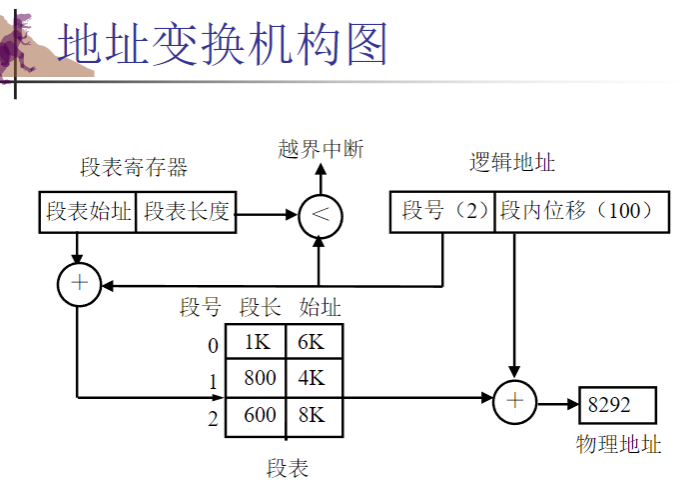 地址变换机构图
越界中断
段表寄存器
逻辑地址
段表始址 段表长度
<
段号（2） 段内位移（100）
+
段号 段长 始址
0 1K 6K
1 800 4K
2 600 8K
+
8292
物理地址
段表